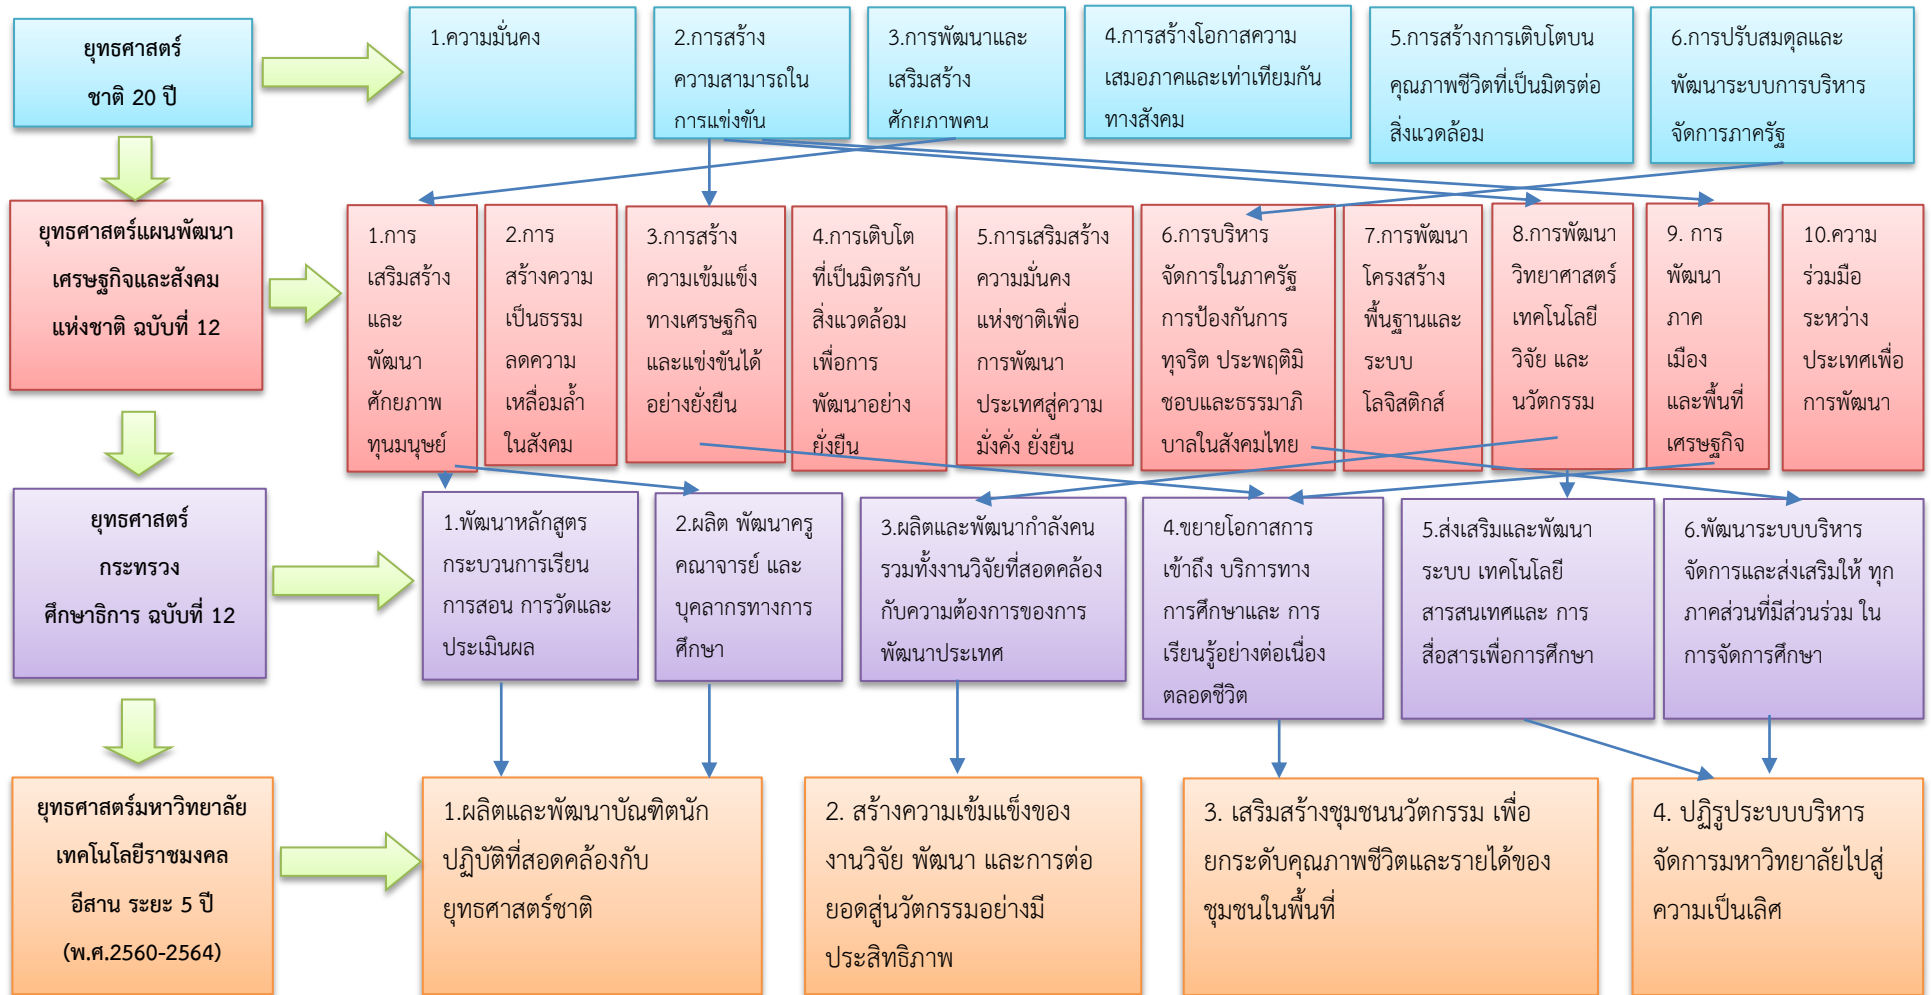 ยุทธศาสตร์
ชาติ 20 ปี
1.ความมั่นคง
2.การสร้าง
ความสามารถใน
การแข่งขัน
3.การพัฒนาและ
เสริมสร้าง
ศักยภาพคน
4.การสร้างโอกาสความ
เสมอภาคและเท่าเทียมกัน
ทางสังคม
5.การสร้างการเติบโตบน
คุณภาพชีวิตที่เป็นมิตรต่อ
สิ่งแวดล้อม
6.การปรับสมดุลและ
พัฒนาระบบการบริหาร
จัดการภาครัฐ
ยุทธศาสตร์แผนพัฒนา
เศรษฐกิจและสังคม
แห่งชาติ ฉบับที่ 12
1.การ
เสริมสร้าง
และ
พัฒนา
ศักยภาพ
ทุนมนุษย์
2.การ
สร้างความ
เป็นธรรม
ลดความ
เหลื่อมล้ำ
ในสังคม
3.การสร้าง
ความเข้มแข็ง
ทางเศรษฐกิจ
และแข่งขันได้
อย่างยั่งยืน
4.การเติบโต
ที่เป็นมิตรกับ
สิ่งแวดล้อม
เพื่อการ
พัฒนาอย่าง
ยั่งยืน
5.การเสริมสร้าง
ความมั่นคง
แห่งชาติเพื่อ
การพัฒนา
ประเทศสู่ความ
มั่งคั่ง ยั่งยืน
6.การบริหาร
จัดการในภาครัฐ
การป้องกันการ
ทุจริต ประพฤติมิ
ชอบและธรรมาภิ
บาลในสังคมไทย
7.การพัฒนา
โครงสร้าง
พื้นฐานและ
ระบบ
โลจิสติกส์
8.การพัฒนา
วิทยาศาสตร์
เทคโนโลยี
วิจัย และ
นวัตกรรม
9. การ
พัฒนา
ภาค
เมือง
และพื้นที่
เศรษฐกิจ
10.ความ
ร่วมมือ
ระหว่าง
ประเทศเพื่อ
การพัฒนา
ยุทธศาสตร์
กระทรวง
ศึกษาธิการ ฉบับที่ 12
1.พัฒนาหลักสูตร
กระบวนการเรียน
การสอน การวัดและ
ประเมินผล
2.ผลิต พัฒนาครู
คณาจารย์ และ
บุคลากรทางการ
ศึกษา
3.ผลิตและพัฒนากำลังคน
รวมทั้งงานวิจัยที่สอดคล้อง
กับความต้องการของการ
พัฒนาประเทศ
4.ขยายโอกาสการ
เข้าถึง บริการทาง
การศึกษาและ การ
เรียนรู้อย่างต่อเนื่อง
ตลอดชีวิต
5.ส่งเสริมและพัฒนา
ระบบ เทคโนโลยี
สารสนเทศและ การ
สื่อสารเพื่อการศึกษา
6.พัฒนาระบบบริหาร
จัดการและส่งเสริมให้ ทุก
ภาคส่วนที่มีส่วนร่วม ใน
การจัดการศึกษา
ยุทธศาสตร์มหาวิทยาลัย
เทคโนโลยีราชมงคล
อีสาน ระยะ 5 ปี
(พ.ศ.2560-2564)
1.ผลิตและพัฒนาบัณฑิตนัก
ปฏิบัติที่สอดคล้องกับ
ยุทธศาสตร์ชาติ
2. สร้างความเข้มแข็งของ
งานวิจัย พัฒนา และการต่อ
ยอดสู่นวัตกรรมอย่างมี
ประสิทธิภาพ
3. เสริมสร้างชุมชนนวัตกรรม เพื่อ
ยกระดับคุณภาพชีวิตและรายได้ของ
ชุมชนในพื้นที่
4. ปฏิรูประบบบริหาร
จัดการมหาวิทยาลัยไปสู่
ความเป็นเลิศ